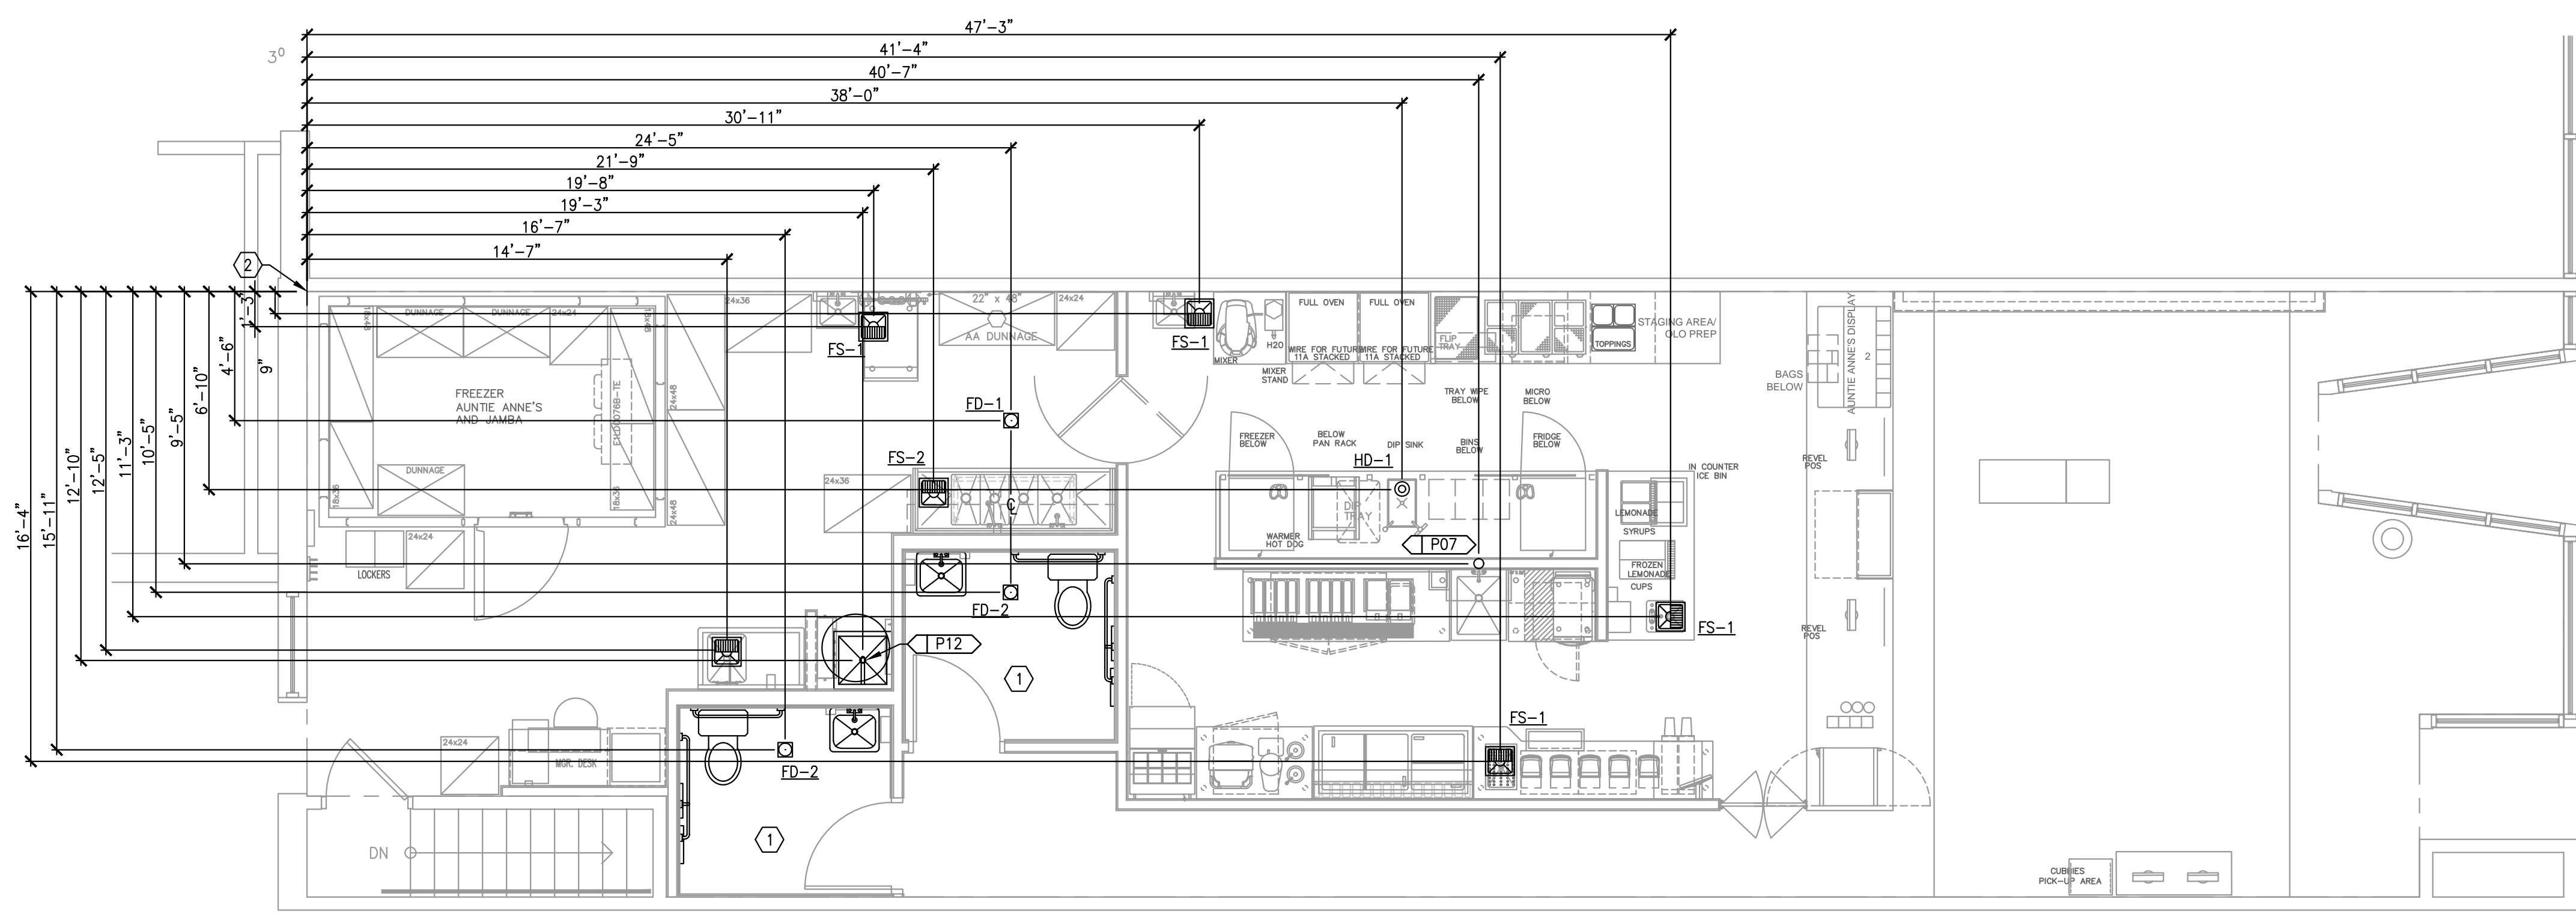 47'-3"
41'-4"
3⁰
40'-7"
38'-0"
30'-11"
24'-5"
21'-9"
19'-8"
19'-3"
16'-7"
14'-7"
2
1'-3"
9"
4'-6"
6'-10"
9'-5"
10'-5"
11'-3"
12'-5"
12'-10"
15'-11"
16'-4"
DUNNAGE
DUNNAGE
24x24
18x48
18x48
24x36
22" x 48"
AA DUNNAGE
24x24
FS-1
FS-1
MIXER
H2O
MIXER
STAND
FULL OVEN
FULL OVEN
WIRE FOR FUTURE
11A STACKED
WIRE FOR FUTURE
11A STACKED
FLIP
TRAY
TOPPINGS
STAGING AREA/
OLO PREP
AUNTIE ANNE'S DISPLAY
2
BAGS
BELOW
FREEZER
AUNTIE ANNE'S
AND JAMBA
24x48
24x48
DUNNAGE
18x36
18x36
FD-1
FS-2
24x36
℄
TRAY WIPE
BELOW
MICRO
BELOW
FREEZER
BELOW
BELOW
PAN RACK
DIP SINK
BINS
BELOW
FRIDGE
BELOW
HD-1
DIP
TRAY
WARMER
HOT DOG
P07
IN COUNTER
ICE BIN
LEMONADE
SYRUPS
FROZEN
LEMONADE
CUPS
REVEL
POS
REVEL
POS
FS-1
LOCKERS
24x24
FD-2
P12
1
24x24
MGR. DESK
FD-2
1
FS-1
DN
CUBBIES
PICK-UP AREA